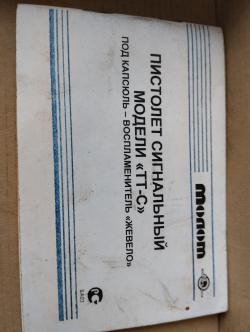 Молот
ПИСТОЛЕТ СИГНАЛЬНЫЙ
МОДЕЛИ «ТТ-С»
ПОД КАПСЮЛЬ – ВОСПЛАМЕНИТЕЛЬ «ЖЕВЕЛО»